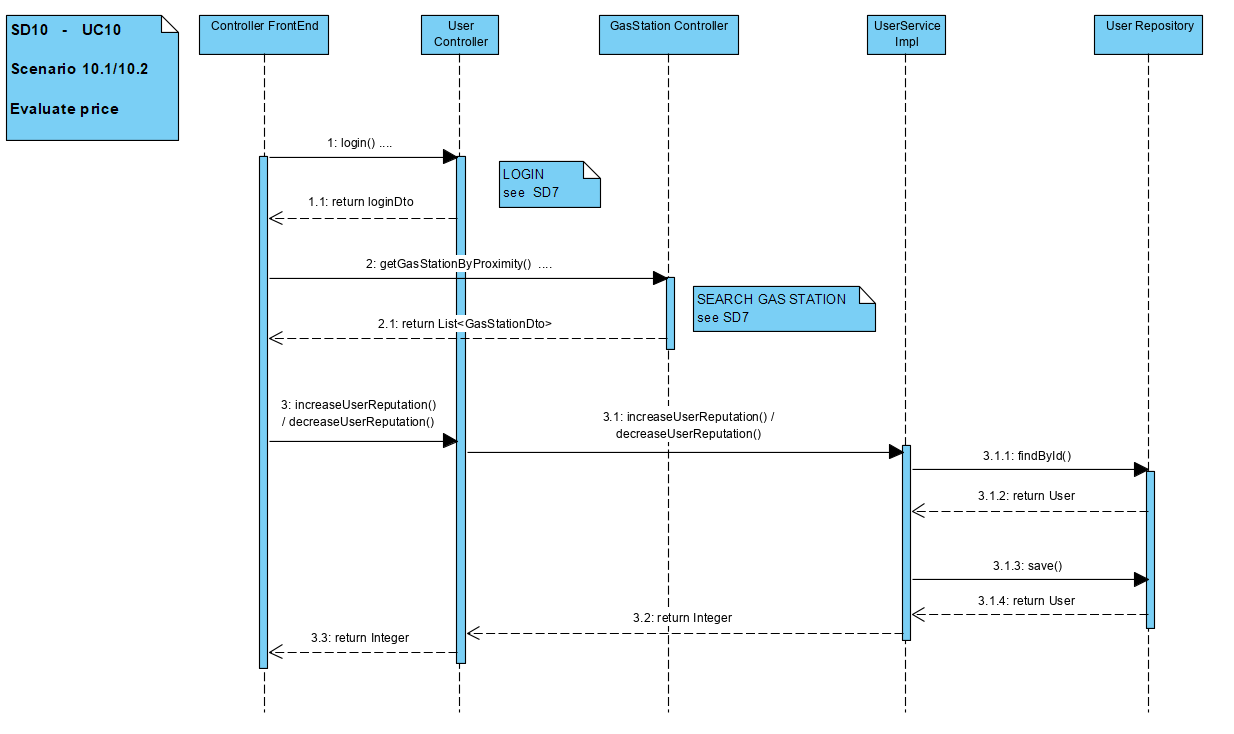 SD10 - UC10
Scenario 10.1/10.2
Evaluate price
Controller FrontEnd
User
Controller
GasStation Controller
UserService
Impl
User Repository
1: login() ....
LOGIN
see SD7
1.1: return loginDto
2: getGasStationByProximity() ....
SEARCH GAS STATION
see SD7
2.1: return List<GasStationDto>
3: increaseUserReputation()
/ decreaseUserReputation()
3.1: increaseUserReputation() /
decreaseUserReputation()
3.1.1: findById()
3.1.2: return User
3.1.3: save()
3.1.4: return User
3.2: return Integer
3.3: return Integer